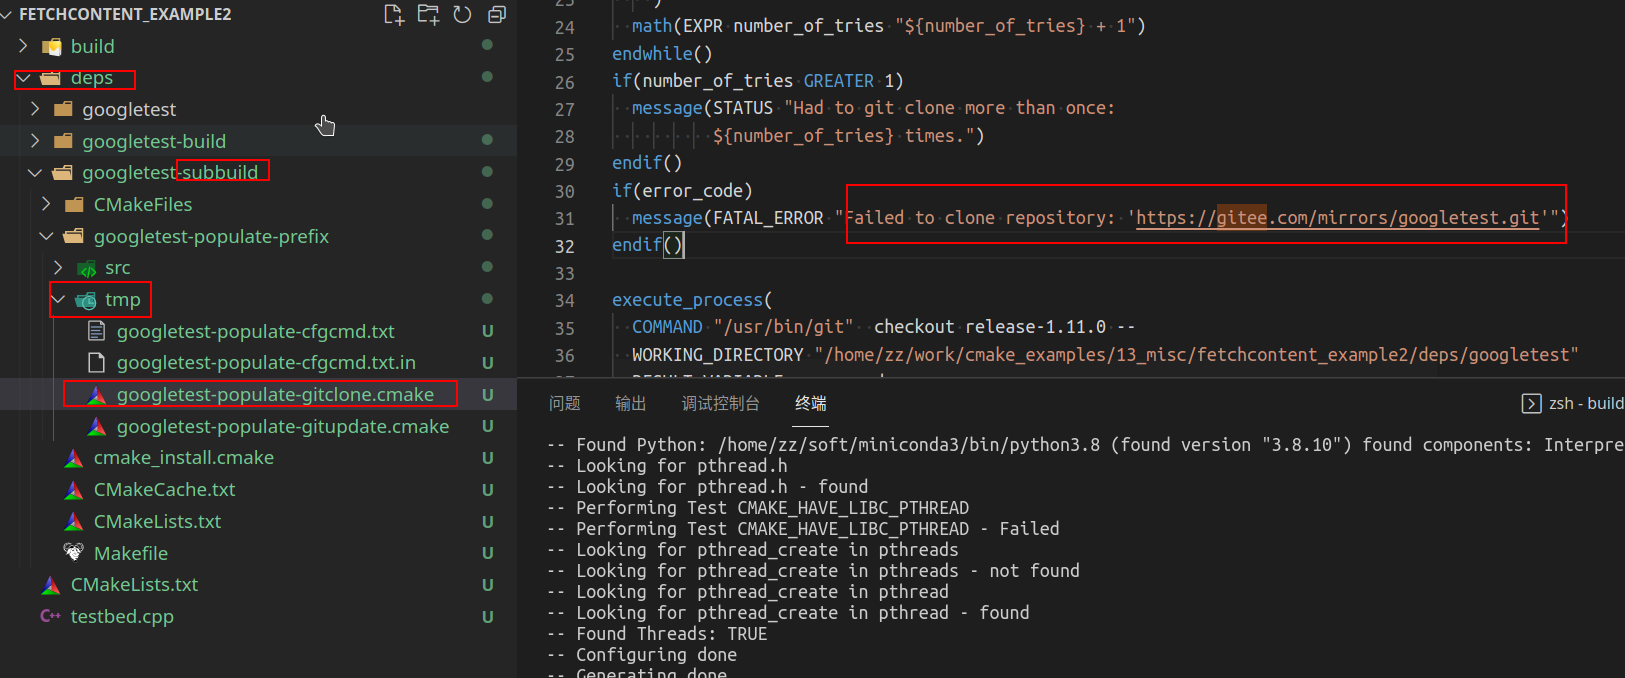 FETCHCONTENT_EXAMPLE2
build
deps
googletest
googletest-build
googletest-subbuild
CMakeFiles
googletest-populate-prefix
src
tmp
googletest-populate-cfgcmd.txt U
googletest-populate-cfgcmd.txt.in U
googletest-populate-gitclone.cmake U
googletest-populate-gitupdate.cmake U
cmake_install.cmake U
CMakeCache.txt U
CMakeLists.txt U
Makefile U
CMakeLists.txt U
testbed.cpp U
23 )
24 math(EXPR number_of_tries "${number_of_tries} + 1")
25 endwhile()
26 if(number_of_tries GREATER 1)
27 message(STATUS "Had to git clone more than once:
28 ${number_of_tries} times.")
29 endif()
30 if(error_code)
31 message(FATAL_ERROR "Failed to clone repository: 'https://gitee.com/mirrors/googletest.git'")
32 endif()
33
34 execute_process(
35 COMMAND "/usr/bin/git" checkout release-1.11.0 --
36 WORKING_DIRECTORY "/home/zz/work/cmake_examples/13_misc/fetchcontent_example2/deps/googletest"
问题 输出 调试控制台 终端 zsh - build
-- Found Python: /home/zz/soft/miniconda3/bin/python3.8 (found version "3.8.10") found components: Interpre
-- Looking for pthread.h
-- Looking for pthread.h - found
-- Performing Test CMAKE_HAVE_LIBC_PTHREAD
-- Performing Test CMAKE_HAVE_LIBC_PTHREAD - Failed
-- Looking for pthread_create in pthreads
-- Looking for pthread_create in pthreads - not found
-- Looking for pthread_create in pthread
-- Looking for pthread_create in pthread - found
-- Found Threads: TRUE
-- Configuring done
-- Generating done